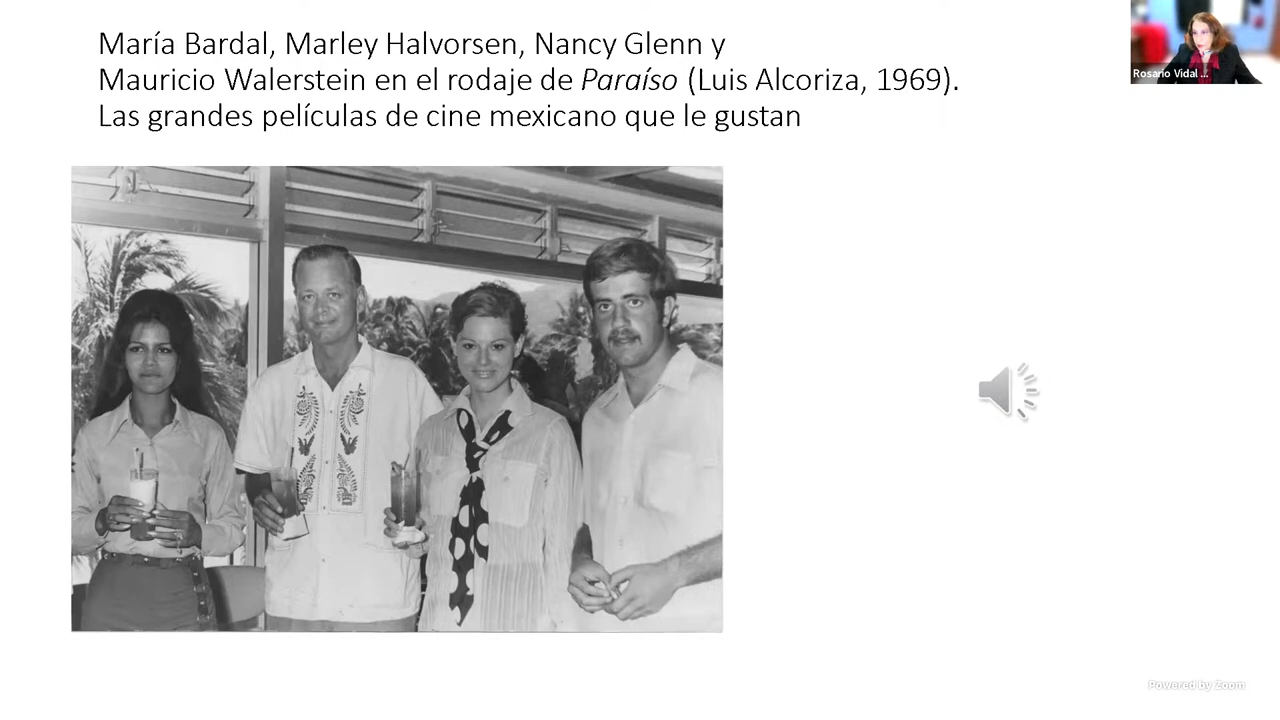 María Bardal, Marley Halvorsen, Nancy Glenn y
Mauricio Walerstein en el rodaje de Paraíso (Luis Alcoriza, 1969).
Las grandes películas de cine mexicano que le gustan
Rosario Vidal ...
Powered by Zoom